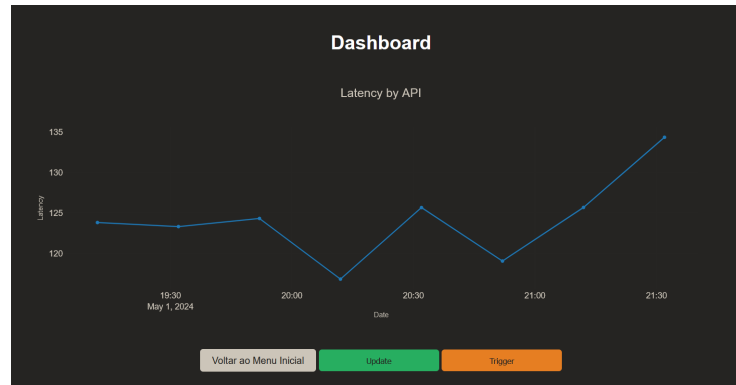 Dashboard
Latency by API
135
130
125
120
Latency
19:30
May 1, 2024
20:00
20:30
21:00
21:30
Date
Voltar ao Menu Inicial
Update
Trigger